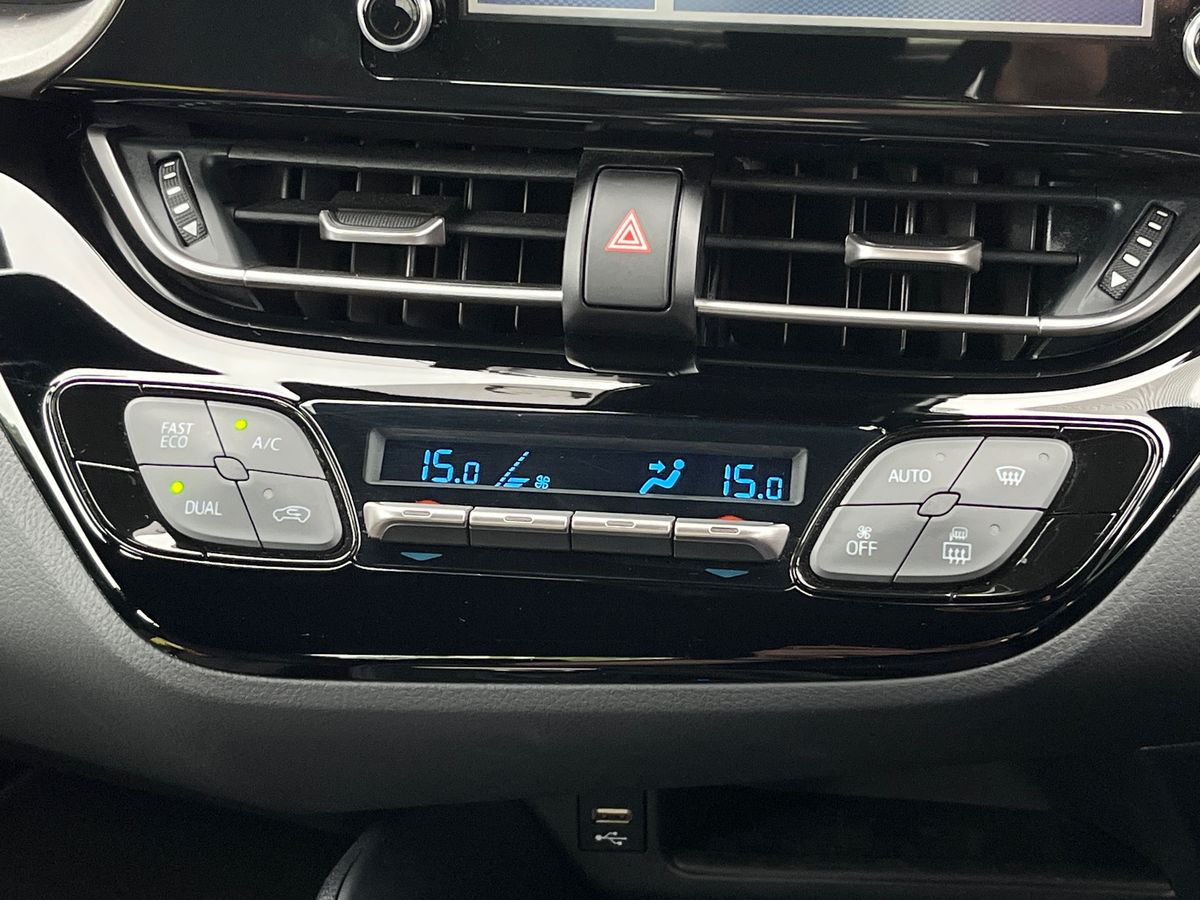 FAST
ECO
A/C
DUAL
15.0
15.0
AUTO
OFF